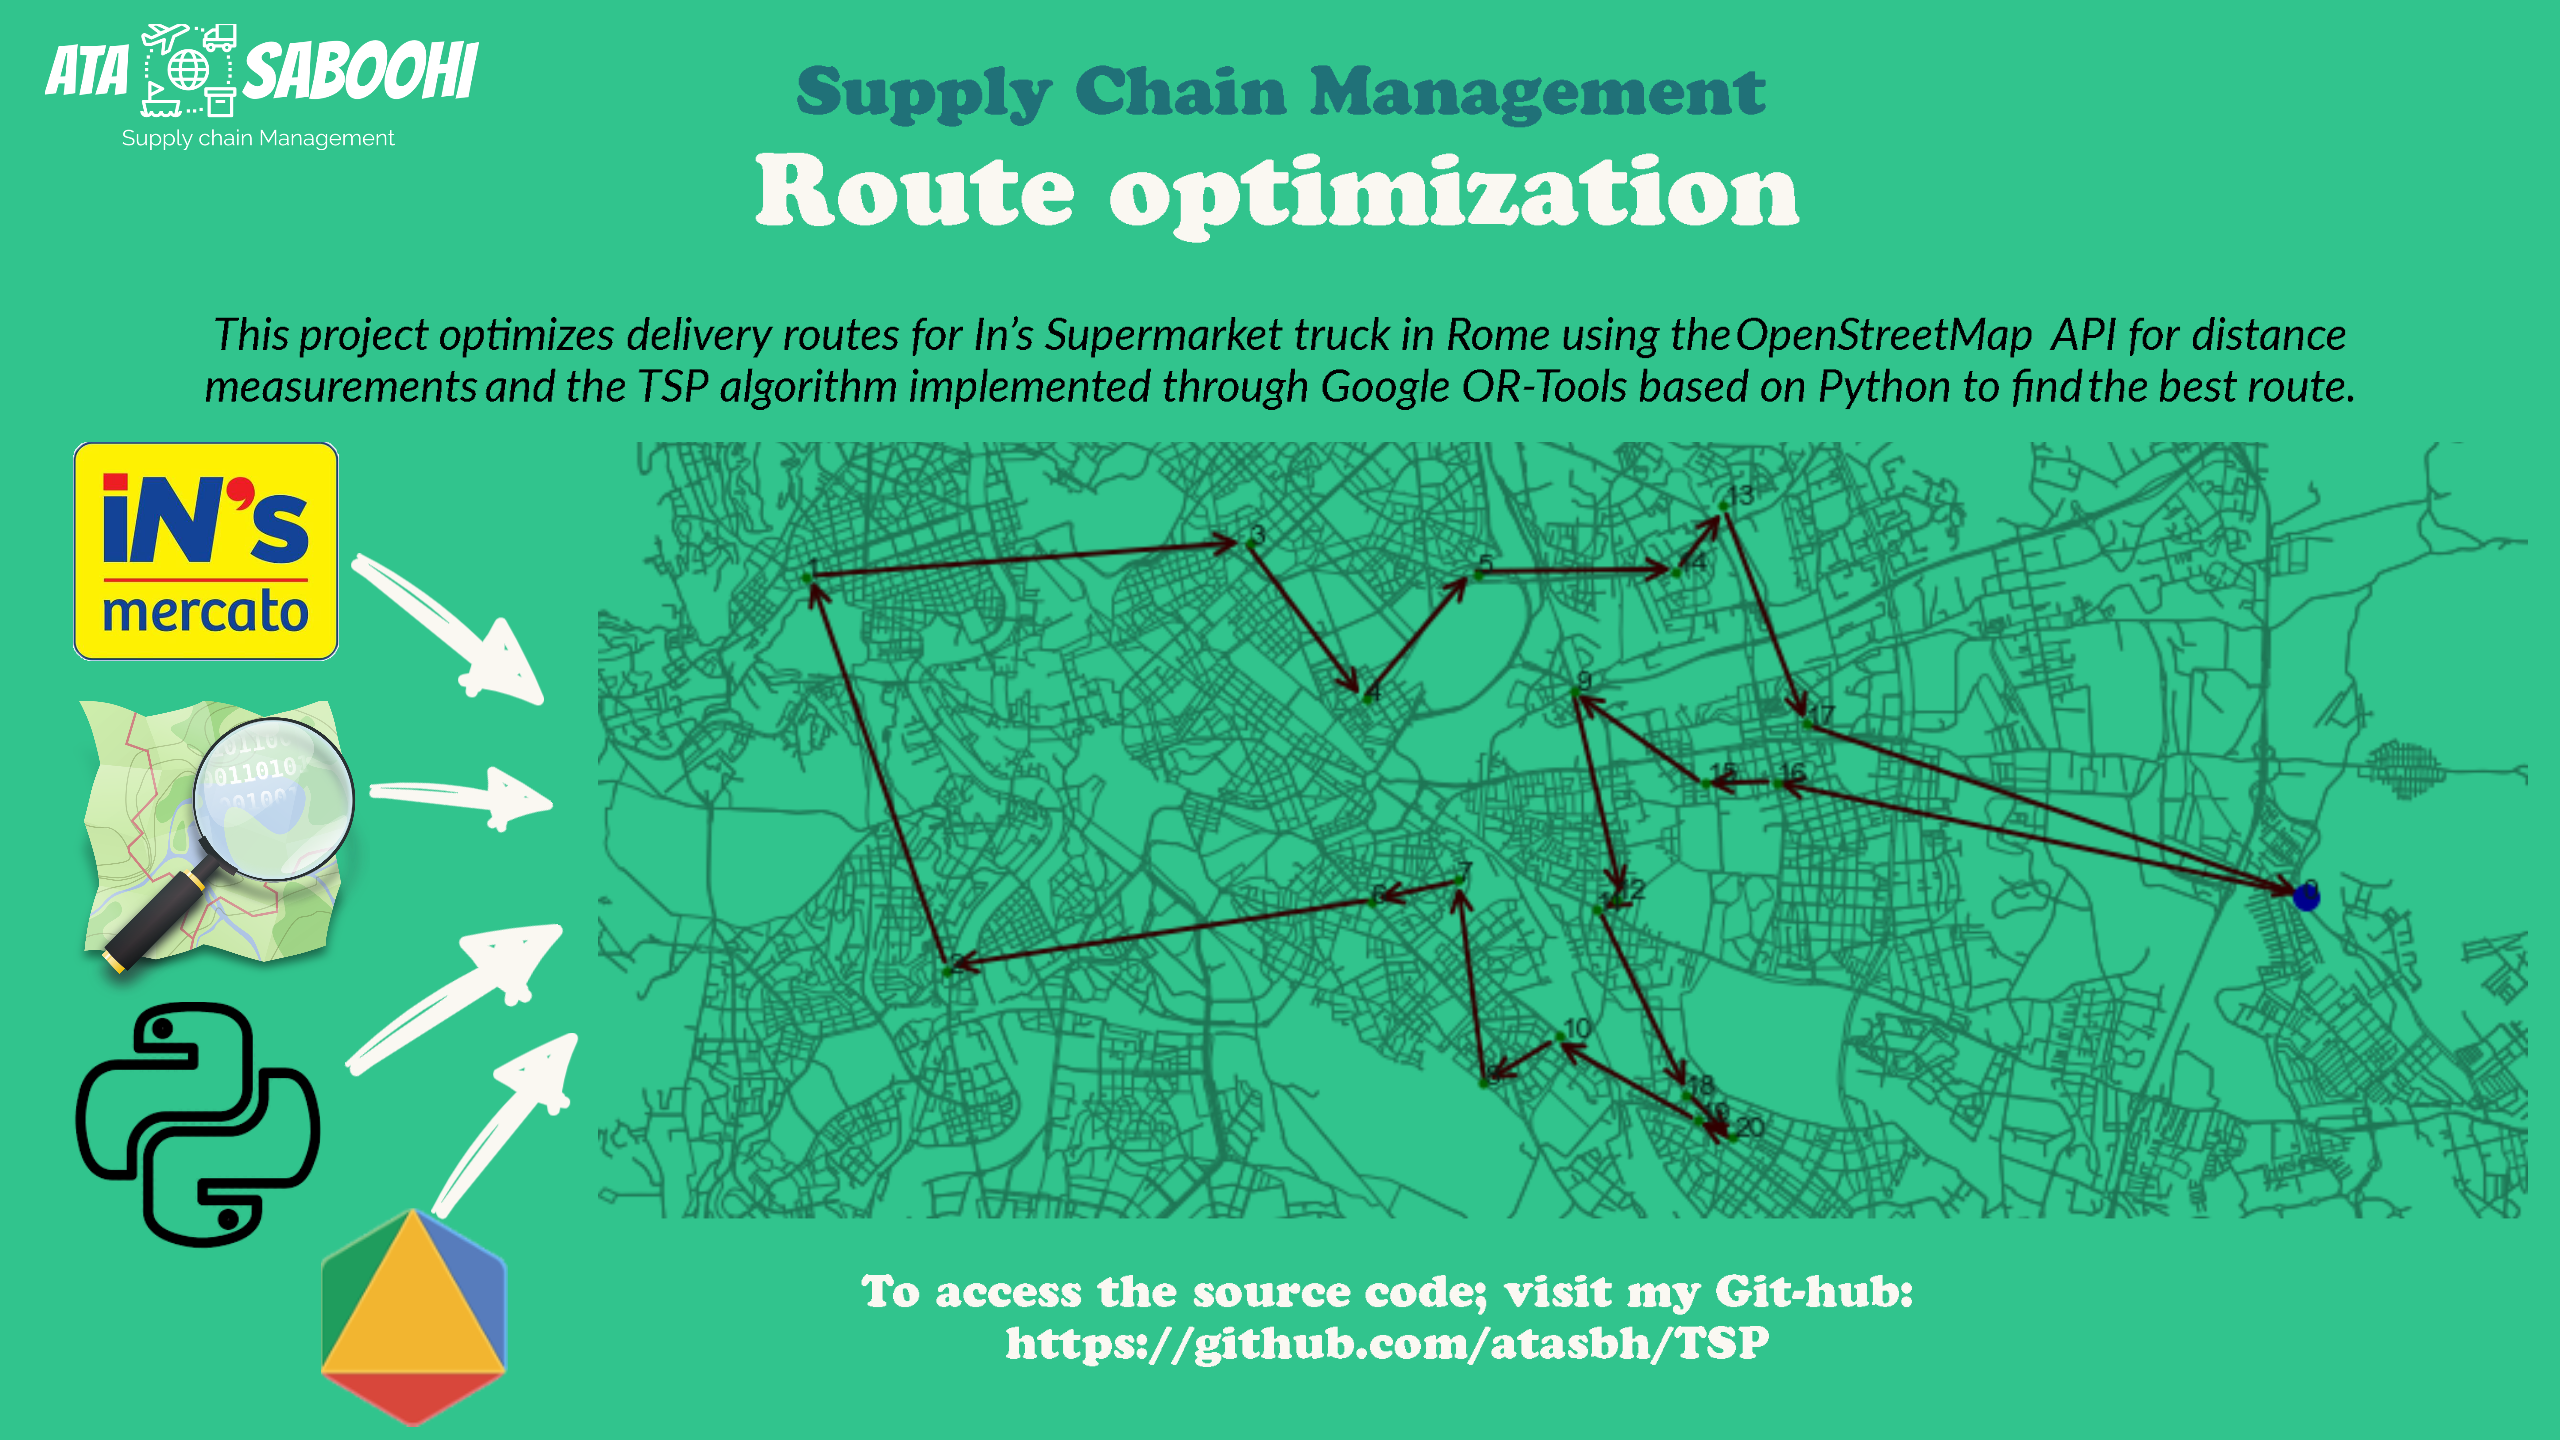 ATA SABOOHI
Supply chain Management
Supply Chain Management
Route optimization
This project optimizes delivery routes for In's Supermarket truck in Rome using the OpenStreetMap API for distance
measurements and the TSP algorithm implemented through Google OR-Tools based on Python to find the best route.
iN's
mercato
0110101
13
3
1
5
14
4
9
17
15
16
7
12
6
10
8
18
20
To access the source code; visit my Git-hub:
https://github.com/atasbh/TSP